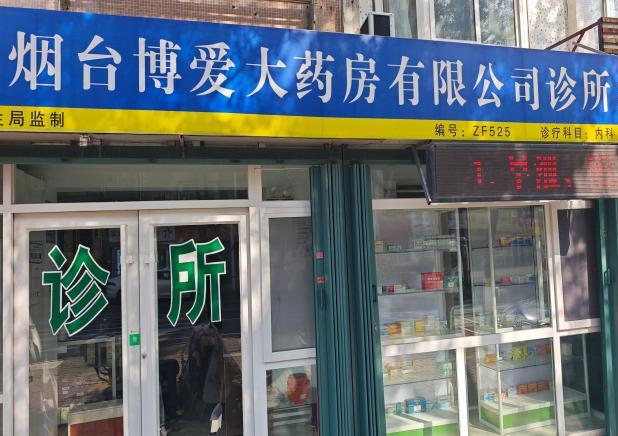 烟台博爱大药房有限公司诊所
生局监制
编号：ZF525 诊疗科目：内科
诊所